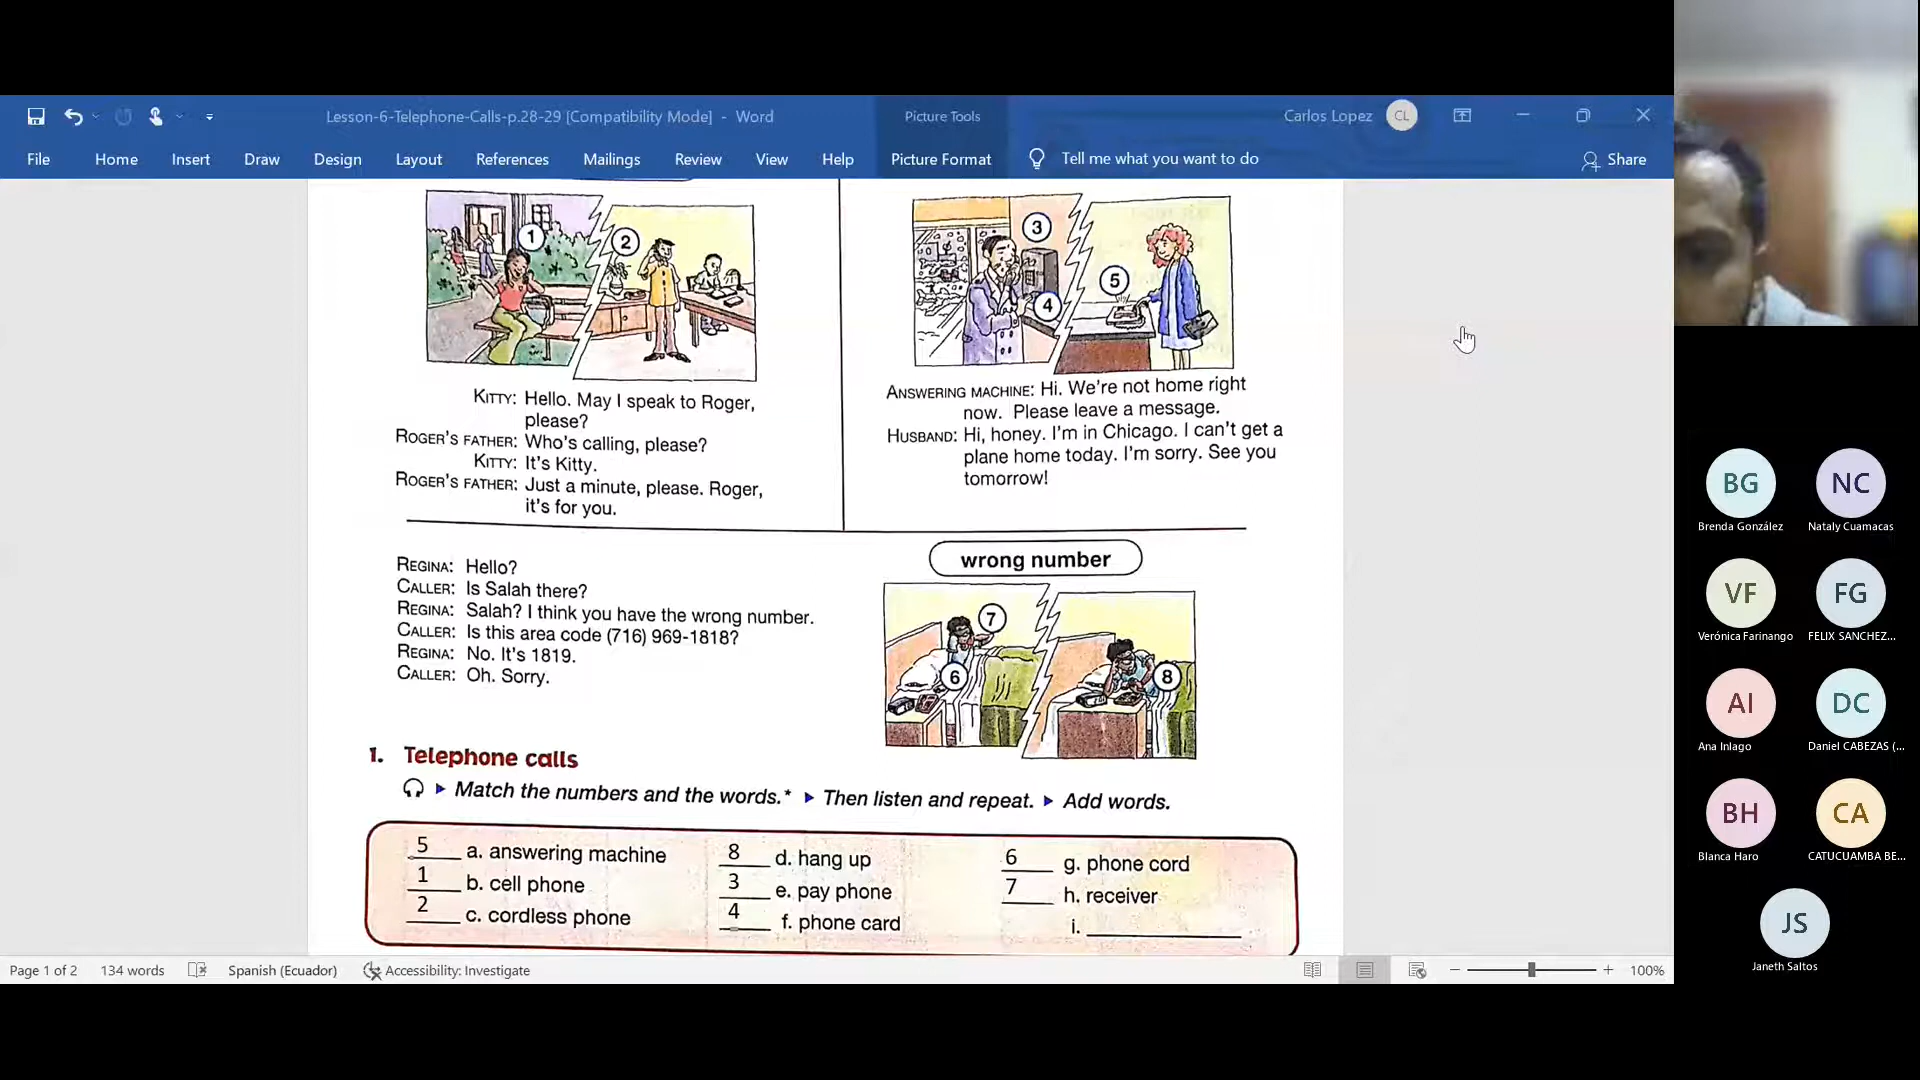 Lesson-6-Telephone-Calls-p.28-29 [Compatibility Mode] - Word
Picture Tools
Carlos Lopez
CL
File
Home
Insert
Draw
Design
Layout
References
Mailings
Review
View
Help
Picture Format
Tell me what you want to do
Share
1
2
3
4
5
KITTY: Hello. May I speak to Roger,
please?
ROGER'S FATHER: Who's calling, please?
KITTY: It's Kitty.
ROGER'S FATHER: Just a minute, please. Roger,
it's for you.
ANSWERING MACHINE: Hi. We're not home right
now. Please leave a message.
HUSBAND: Hi, honey. I'm in Chicago. I can't get a
plane home today. I'm sorry. See you
tomorrow!
REGINA: Hello?
CALLER: Is Salah there?
REGINA: Salah? I think you have the wrong number.
CALLER: Is this area code (716) 969-1818?
REGINA: No. It's 1819.
CALLER: Oh. Sorry.
wrong number
7
6
8
1. Telephone calls
Match the numbers and the words.* Then listen and repeat. Add words.
5 a. answering machine
1 b. cell phone
2 c. cordless phone
8 d. hang up
3 e. pay phone
4 f. phone card
6 g. phone cord
7 h. receiver
i.
Page 1 of 2
134 words
Spanish (Ecuador)
Accessibility: Investigate
100%
BG
Brenda González
NC
Nataly Cuamacas
VF
Verónica Farinango
FG
FELIX SANCHEZ...
AI
Ana Inlago
DC
Daniel CABEZAS (...
BH
Blanca Haro
CA
CATUCUAMBA BE...
JS
Janeth Saltos